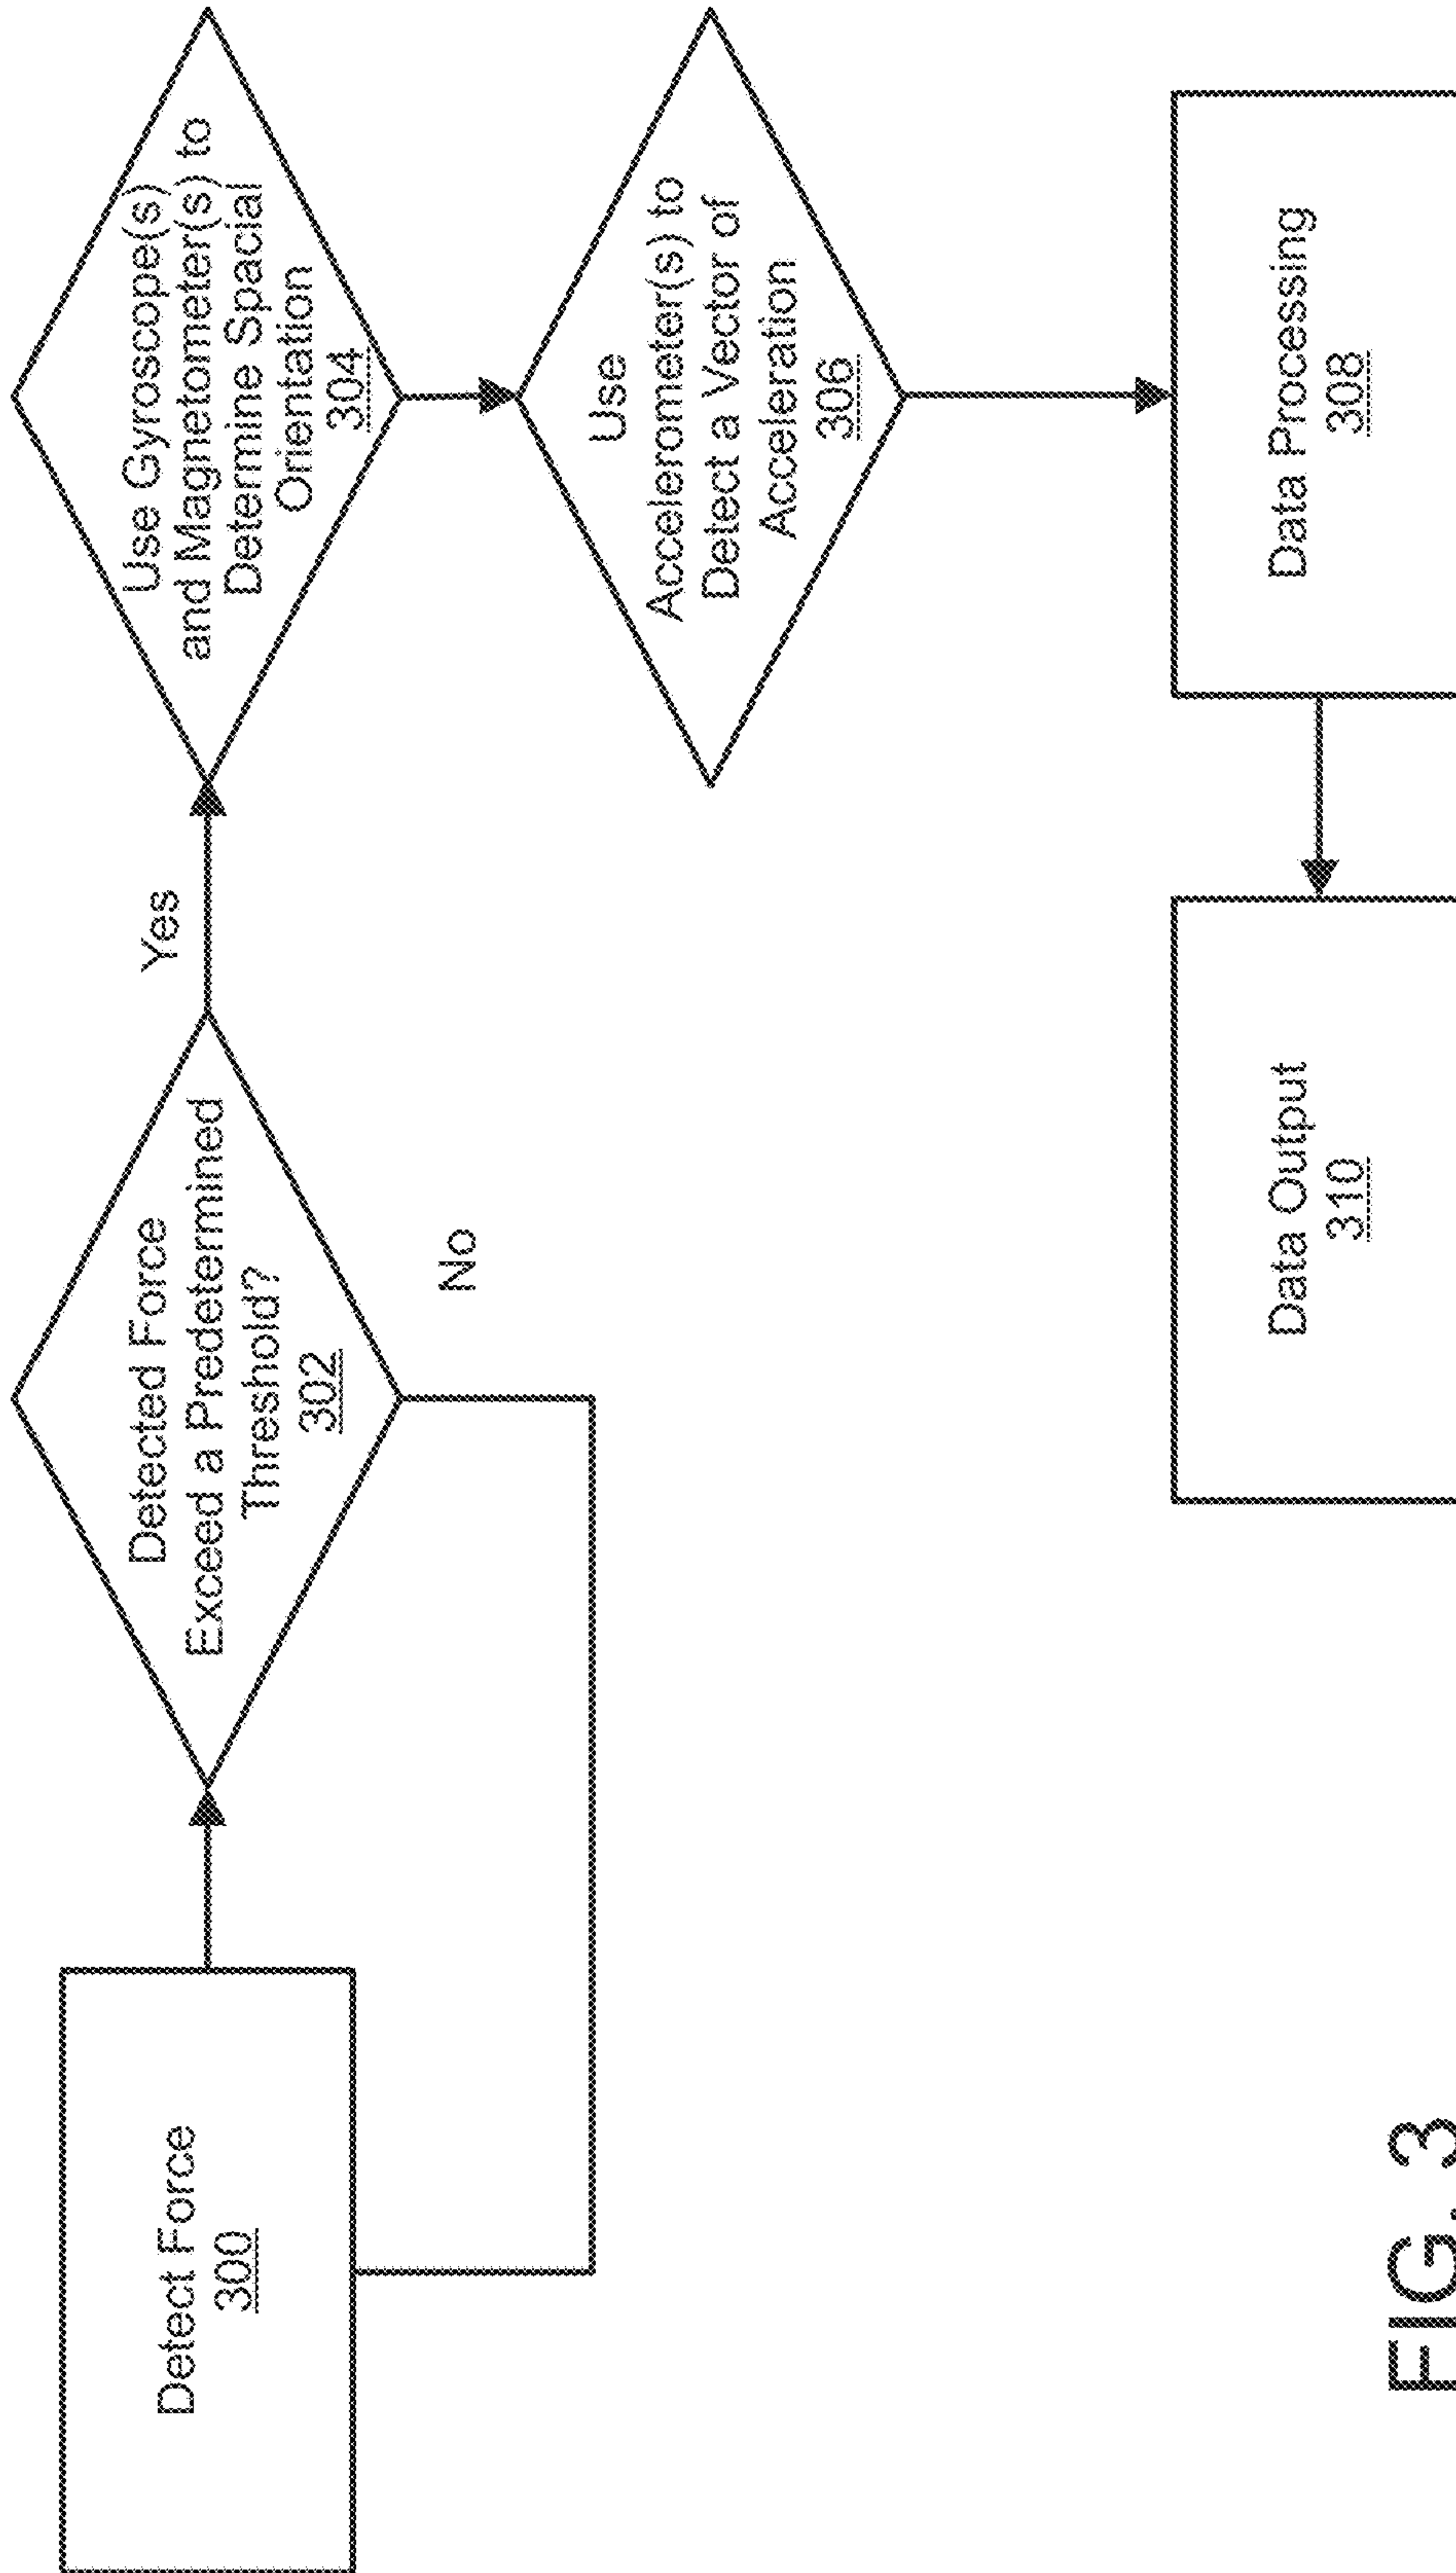 Detect Force
300
Detected Force
Exceed a Predetermined
Threshold?
302
Yes
No
Use Gyroscope(s)
and Magnetometer(s) to
Determine Spacial
Orientation
304
Use
Accelerometer(s) to
Detect a Vector of
Acceleration
306
Data Processing
308
Data Output
310
FIG. 3